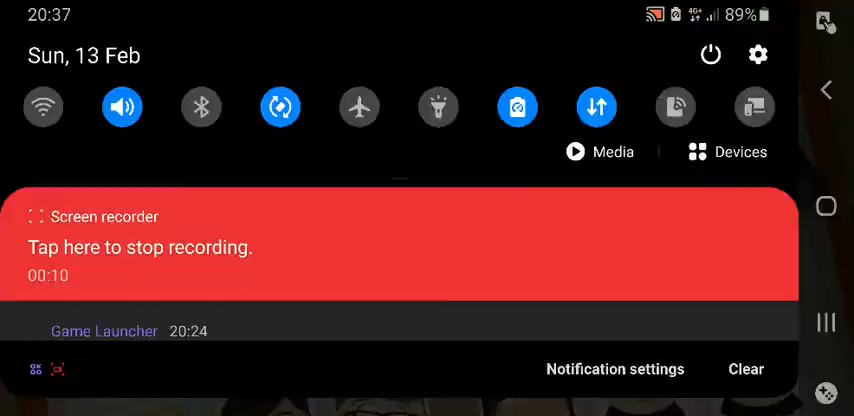 20:37
4G+
89%
Sun, 13 Feb
Media
Devices
Screen recorder
Tap here to stop recording.
00:10
Game Launcher 20:24
Notification settings
Clear